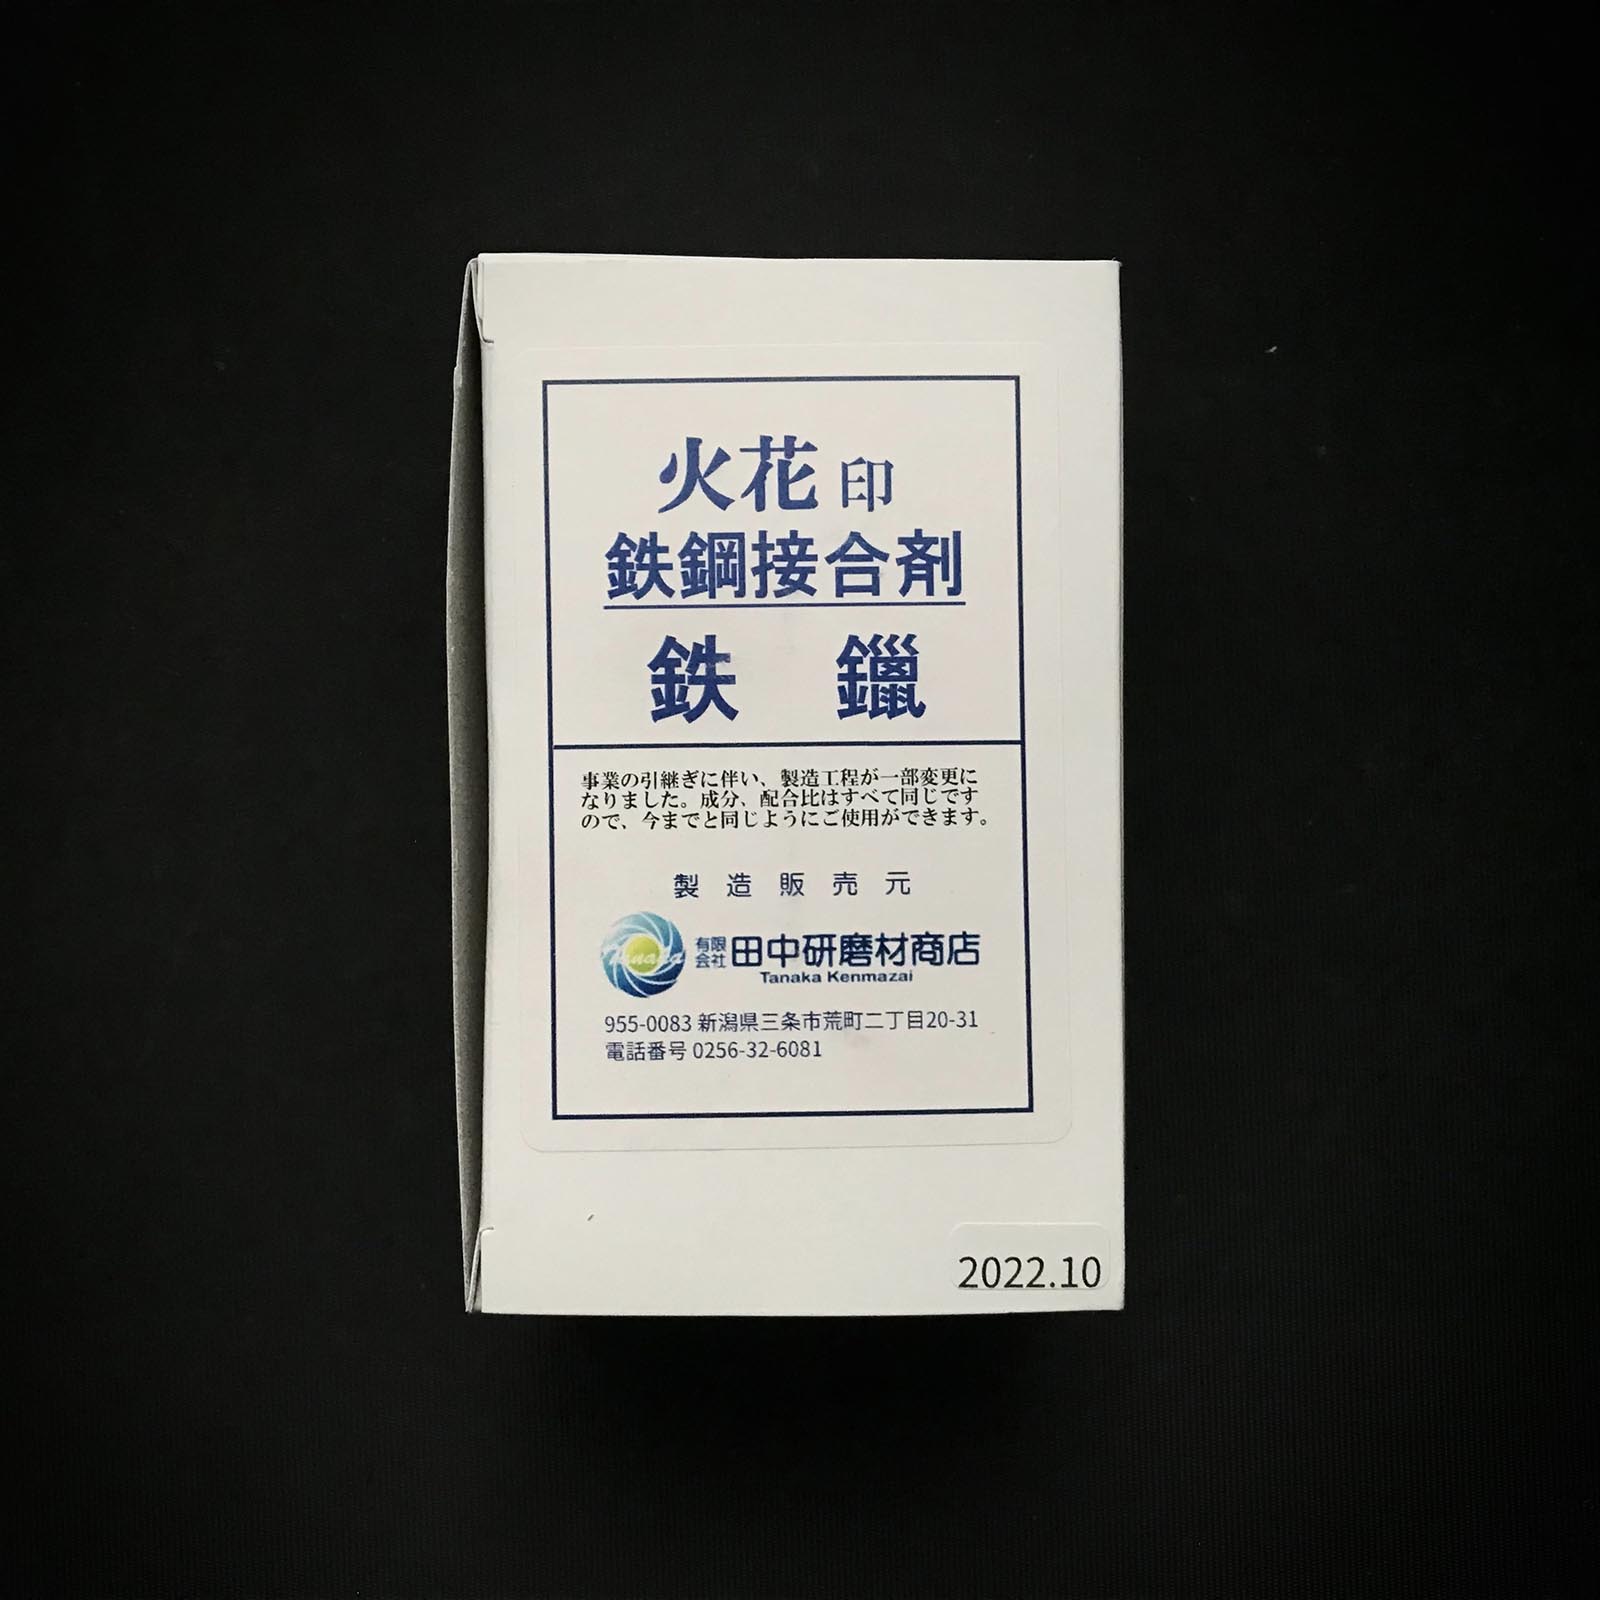 火花印
鉄鋼接合剤
鉄 鑞
事業の引継ぎに伴い、製造工程が一部変更に
なりました。成分、配合比はすべて同じです
ので、今までと同じようにご使用ができます。
製造販売元
Tanaka
有限会社 田中研磨材商店
Tanaka Kenmazai
955-0083 新潟県三条市荒町二丁目20-31
電話番号 0256-32-6081
2022.10